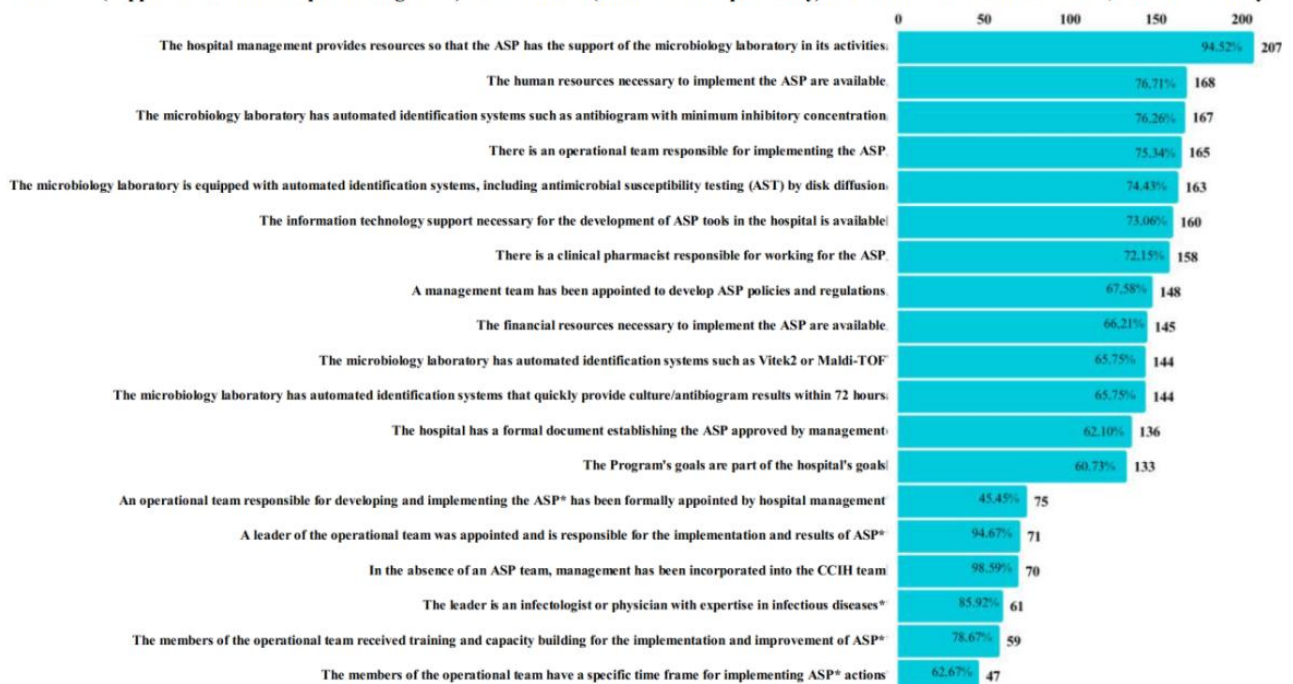 0 50 100 150 200
The hospital management provides resources so that the ASP has the support of the microbiology laboratory in its activities 94.52% 207
The human resources necessary to implement the ASP are available 76,71% 168
The microbiology laboratory has automated identification systems such as antibiogram with minimum inhibitory concentration 76.26% 167
There is an operational team responsible for implementing the ASP 75,34% 165
The microbiology laboratory is equipped with automated identification systems, including antimicrobial susceptibility testing (AST) by disk diffusion 74,43% 163
The information technology support necessary for the development of ASP tools in the hospital is available 73,06% 160
There is a clinical pharmacist responsible for working for the ASP 72,15% 158
A management team has been appointed to develop ASP policies and regulations 67,58% 148
The financial resources necessary to implement the ASP are available 66,21% 145
The microbiology laboratory has automated identification systems such as Vitek2 or Maldi-TOF 65,75% 144
The microbiology laboratory has automated identification systems that quickly provide culture/antibiogram results within 72 hours 65,75% 144
The hospital has a formal document establishing the ASP approved by management 62,10% 136
The Program's goals are part of the hospital's goals 60,73% 133
An operational team responsible for developing and implementing the ASP* has been formally appointed by hospital management 45,45% 75
A leader of the operational team was appointed and is responsible for the implementation and results of ASP* 94,67% 71
In the absence of an ASP team, management has been incorporated into the CCIH team 98,59% 70
The leader is an infectologist or physician with expertise in infectious diseases* 85,92% 61
The members of the operational team received training and capacity building for the implementation and improvement of ASP* 78,67% 59
The members of the operational team have a specific time frame for implementing ASP* actions 62,67% 47